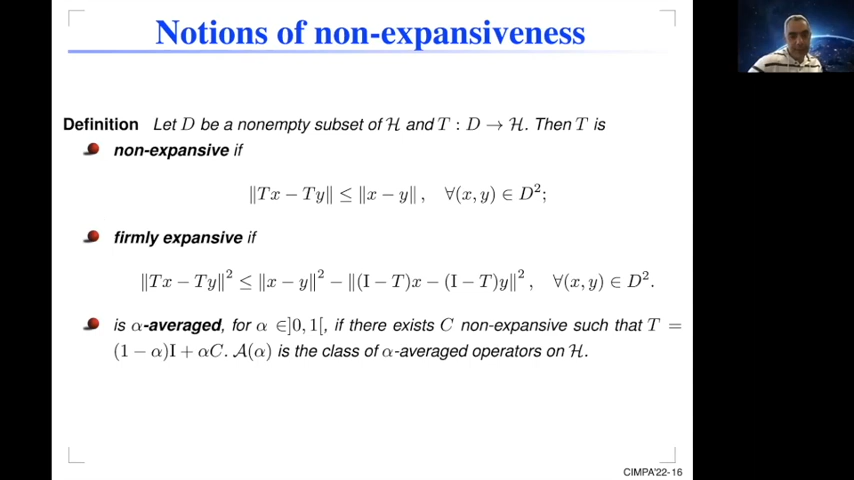 Notions of non-expansiveness
Definition Let D be a nonempty subset of ℋ and T : D → ℋ. Then T is
non-expansive if
‖Tx − Ty‖ ≤ ‖x − y‖ , ∀(x, y) ∈ D²;
firmly expansive if
‖Tx − Ty‖² ≤ ‖x − y‖² − ‖(I − T)x − (I − T)y‖² , ∀(x, y) ∈ D².
is α-averaged, for α ∈]0, 1[, if there exists C non-expansive such that T =
(1 − α)I + αC. 𝒜(α) is the class of α-averaged operators on ℋ.
CIMPA'22-16